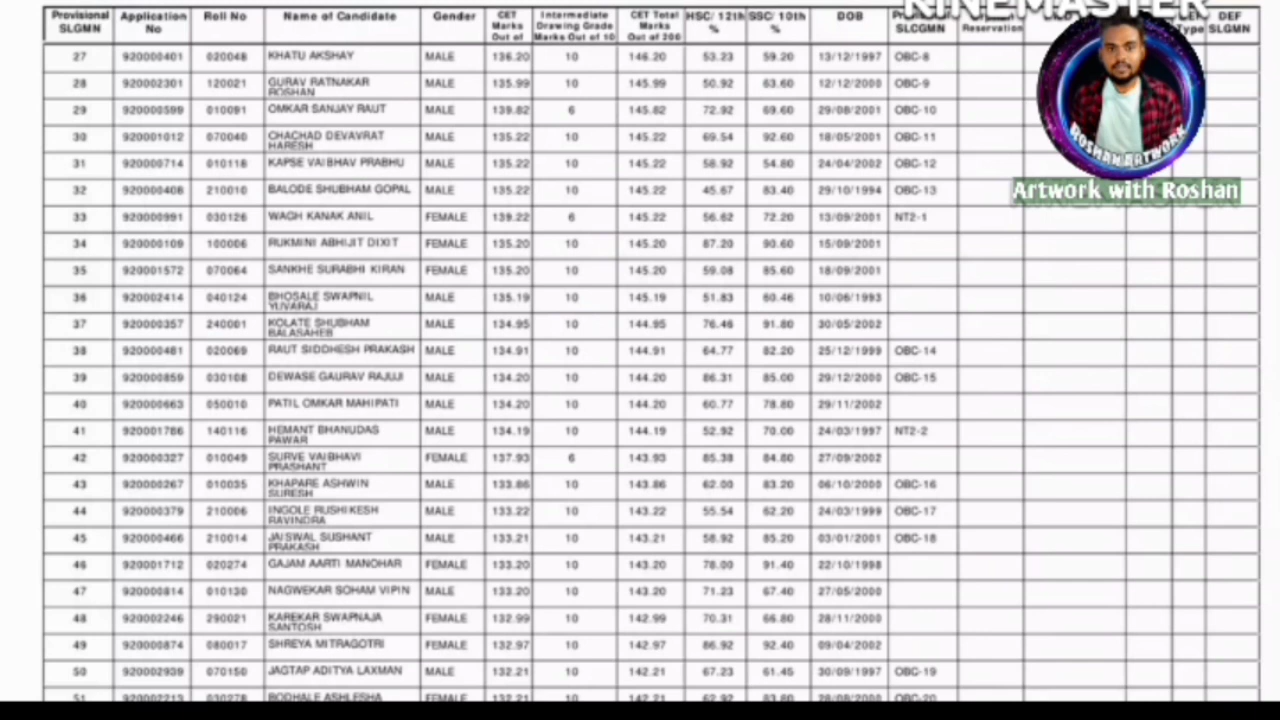 KINEMASTER
Provisional SLGMN Application No Roll No Name of Candidate Gender CET Marks Out of Intermediate Drawing Grade Marks Out of 10 CET Total Marks Out of 200 HSC/ 12th % SSC/ 10th % DOB SLCGMN Reservation Type DEF SLGMN
27 920000401 020048 KHATU AKSHAY MALE 136.20 10 146.20 53.23 59.20 13/12/1997 OBC-8
28 920002301 120021 GURAV RATNAKAR ROSHAN MALE 135.99 10 145.99 50.92 63.60 12/12/2000 OBC-9
29 920000599 010091 OMKAR SANJAY RAUT MALE 139.82 6 145.82 72.92 69.60 29/08/2001 OBC-10
30 920001012 070040 CHACHAD DEVAVRAT HARESH MALE 135.22 10 145.22 69.54 92.60 18/05/2001 OBC-11
31 920000714 010118 KAPSE VAIBHAV PRABHU MALE 135.22 10 145.22 58.92 54.80 24/04/2002 OBC-12
32 920000408 210010 BALODE SHUBHAM GOPAL MALE 135.22 10 145.22 45.67 83.40 29/10/1994 OBC-13
33 920000991 030126 WAGH KANAK ANIL FEMALE 139.22 6 145.22 56.62 72.20 13/09/2001 NT2-1
34 920000109 100006 RUKMINI ABHIJIT DIXIT FEMALE 135.20 10 145.20 87.20 90.60 15/09/2001
35 920001572 070064 SANKHE SURABHI KIRAN FEMALE 135.20 10 145.20 59.08 85.60 18/09/2001
36 920002414 040124 BHOSALE SWAPNIL YUVARAJ MALE 135.19 10 145.19 51.83 60.46 10/06/1993
37 920000357 240001 KOLATE SHUBHAM BALASAHEB MALE 134.95 10 144.95 76.46 91.80 30/05/2002
38 920000481 020069 RAUT SIDDHESH PRAKASH MALE 134.91 10 144.91 64.77 82.20 25/12/1999 OBC-14
39 920000859 030108 DEWASE GAURAV RAJUJI MALE 134.20 10 144.20 86.31 85.00 29/12/2000 OBC-15
40 920000663 050010 PATIL OMKAR MAHIPATI MALE 134.20 10 144.20 60.77 78.80 29/11/2002
41 920001786 140116 HEMANT BHANUDAS PAWAR MALE 134.19 10 144.19 52.92 70.00 24/03/1997 NT2-2
42 920000327 010049 SURVE VAIBHAVI PRASHANT FEMALE 137.93 6 143.93 85.38 84.80 27/09/2002
43 920000267 010035 KHAPARE ASHWIN SURESH MALE 133.86 10 143.86 62.00 83.20 06/10/2000 OBC-16
44 920000379 210006 INGOLE RUSHIKESH RAVINDRA MALE 133.22 10 143.22 55.54 62.20 24/03/1999 OBC-17
45 920000466 210014 JAISWAL SUSHANT PRAKASH MALE 133.21 10 143.21 58.92 85.20 03/01/2001 OBC-18
46 920001712 020274 GAJAM AARTI MANOHAR FEMALE 133.20 10 143.20 78.00 91.40 22/10/1998
47 920000814 010130 NAGWEKAR SOHAM VIPIN MALE 133.20 10 143.20 71.23 67.40 27/05/2000
48 920002246 290021 KAREKAR SWAPNAJA SANTOSH FEMALE 132.99 10 142.99 70.31 66.80 28/11/2000
49 920000874 080017 SHREYA MITRAGOTRI FEMALE 132.97 10 142.97 86.92 92.40 09/04/2002
50 920002939 070150 JAGTAP ADITYA LAXMAN MALE 132.21 10 142.21 67.23 61.45 30/09/1997 OBC-19
51 920002213 030278 BODHALE ASHLESHA FEMALE 132.21 10 142.21 62.92 83.60 28/08/2000 OBC-20
ROSHAN ARTWORK
Artwork with Roshan